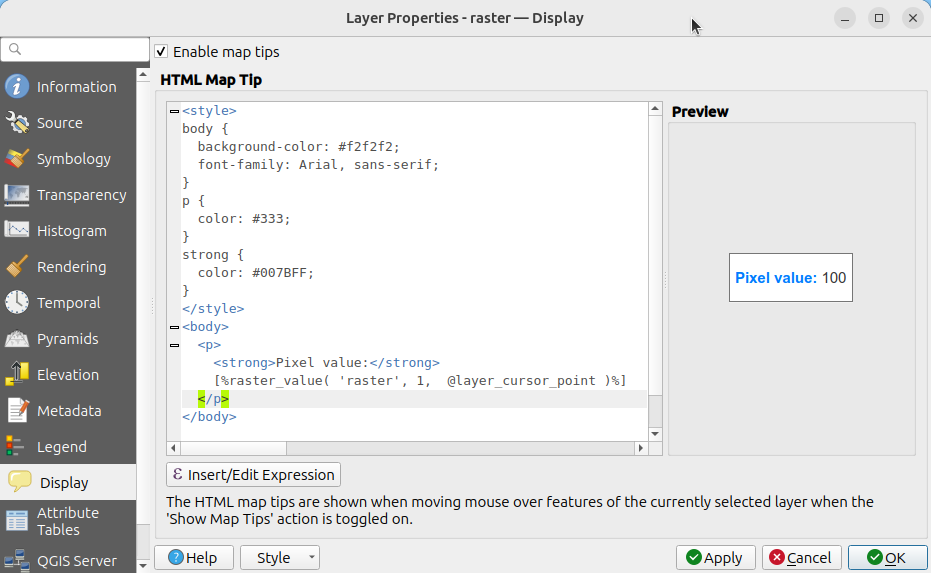 Layer Properties - raster — Display
Enable map tips
HTML Map Tip
Information
Source
Symbology
Transparency
Histogram
Rendering
Temporal
Pyramids
Elevation
Metadata
Legend
Display
Attribute
Tables
QGIS Server
<style>
body {
  background-color: #f2f2f2;
  font-family: Arial, sans-serif;
}
p {
  color: #333;
}
strong {
  color: #007BFF;
}
</style>
<body>
  <p>
    <strong>Pixel value:</strong>
    [%raster_value( 'raster', 1,  @layer_cursor_point )%]
  </p>
</body>
Preview
Pixel value: 100
ε Insert/Edit Expression
The HTML map tips are shown when moving mouse over features of the currently selected layer when the
'Show Map Tips' action is toggled on.
Help
Style
Apply
Cancel
OK